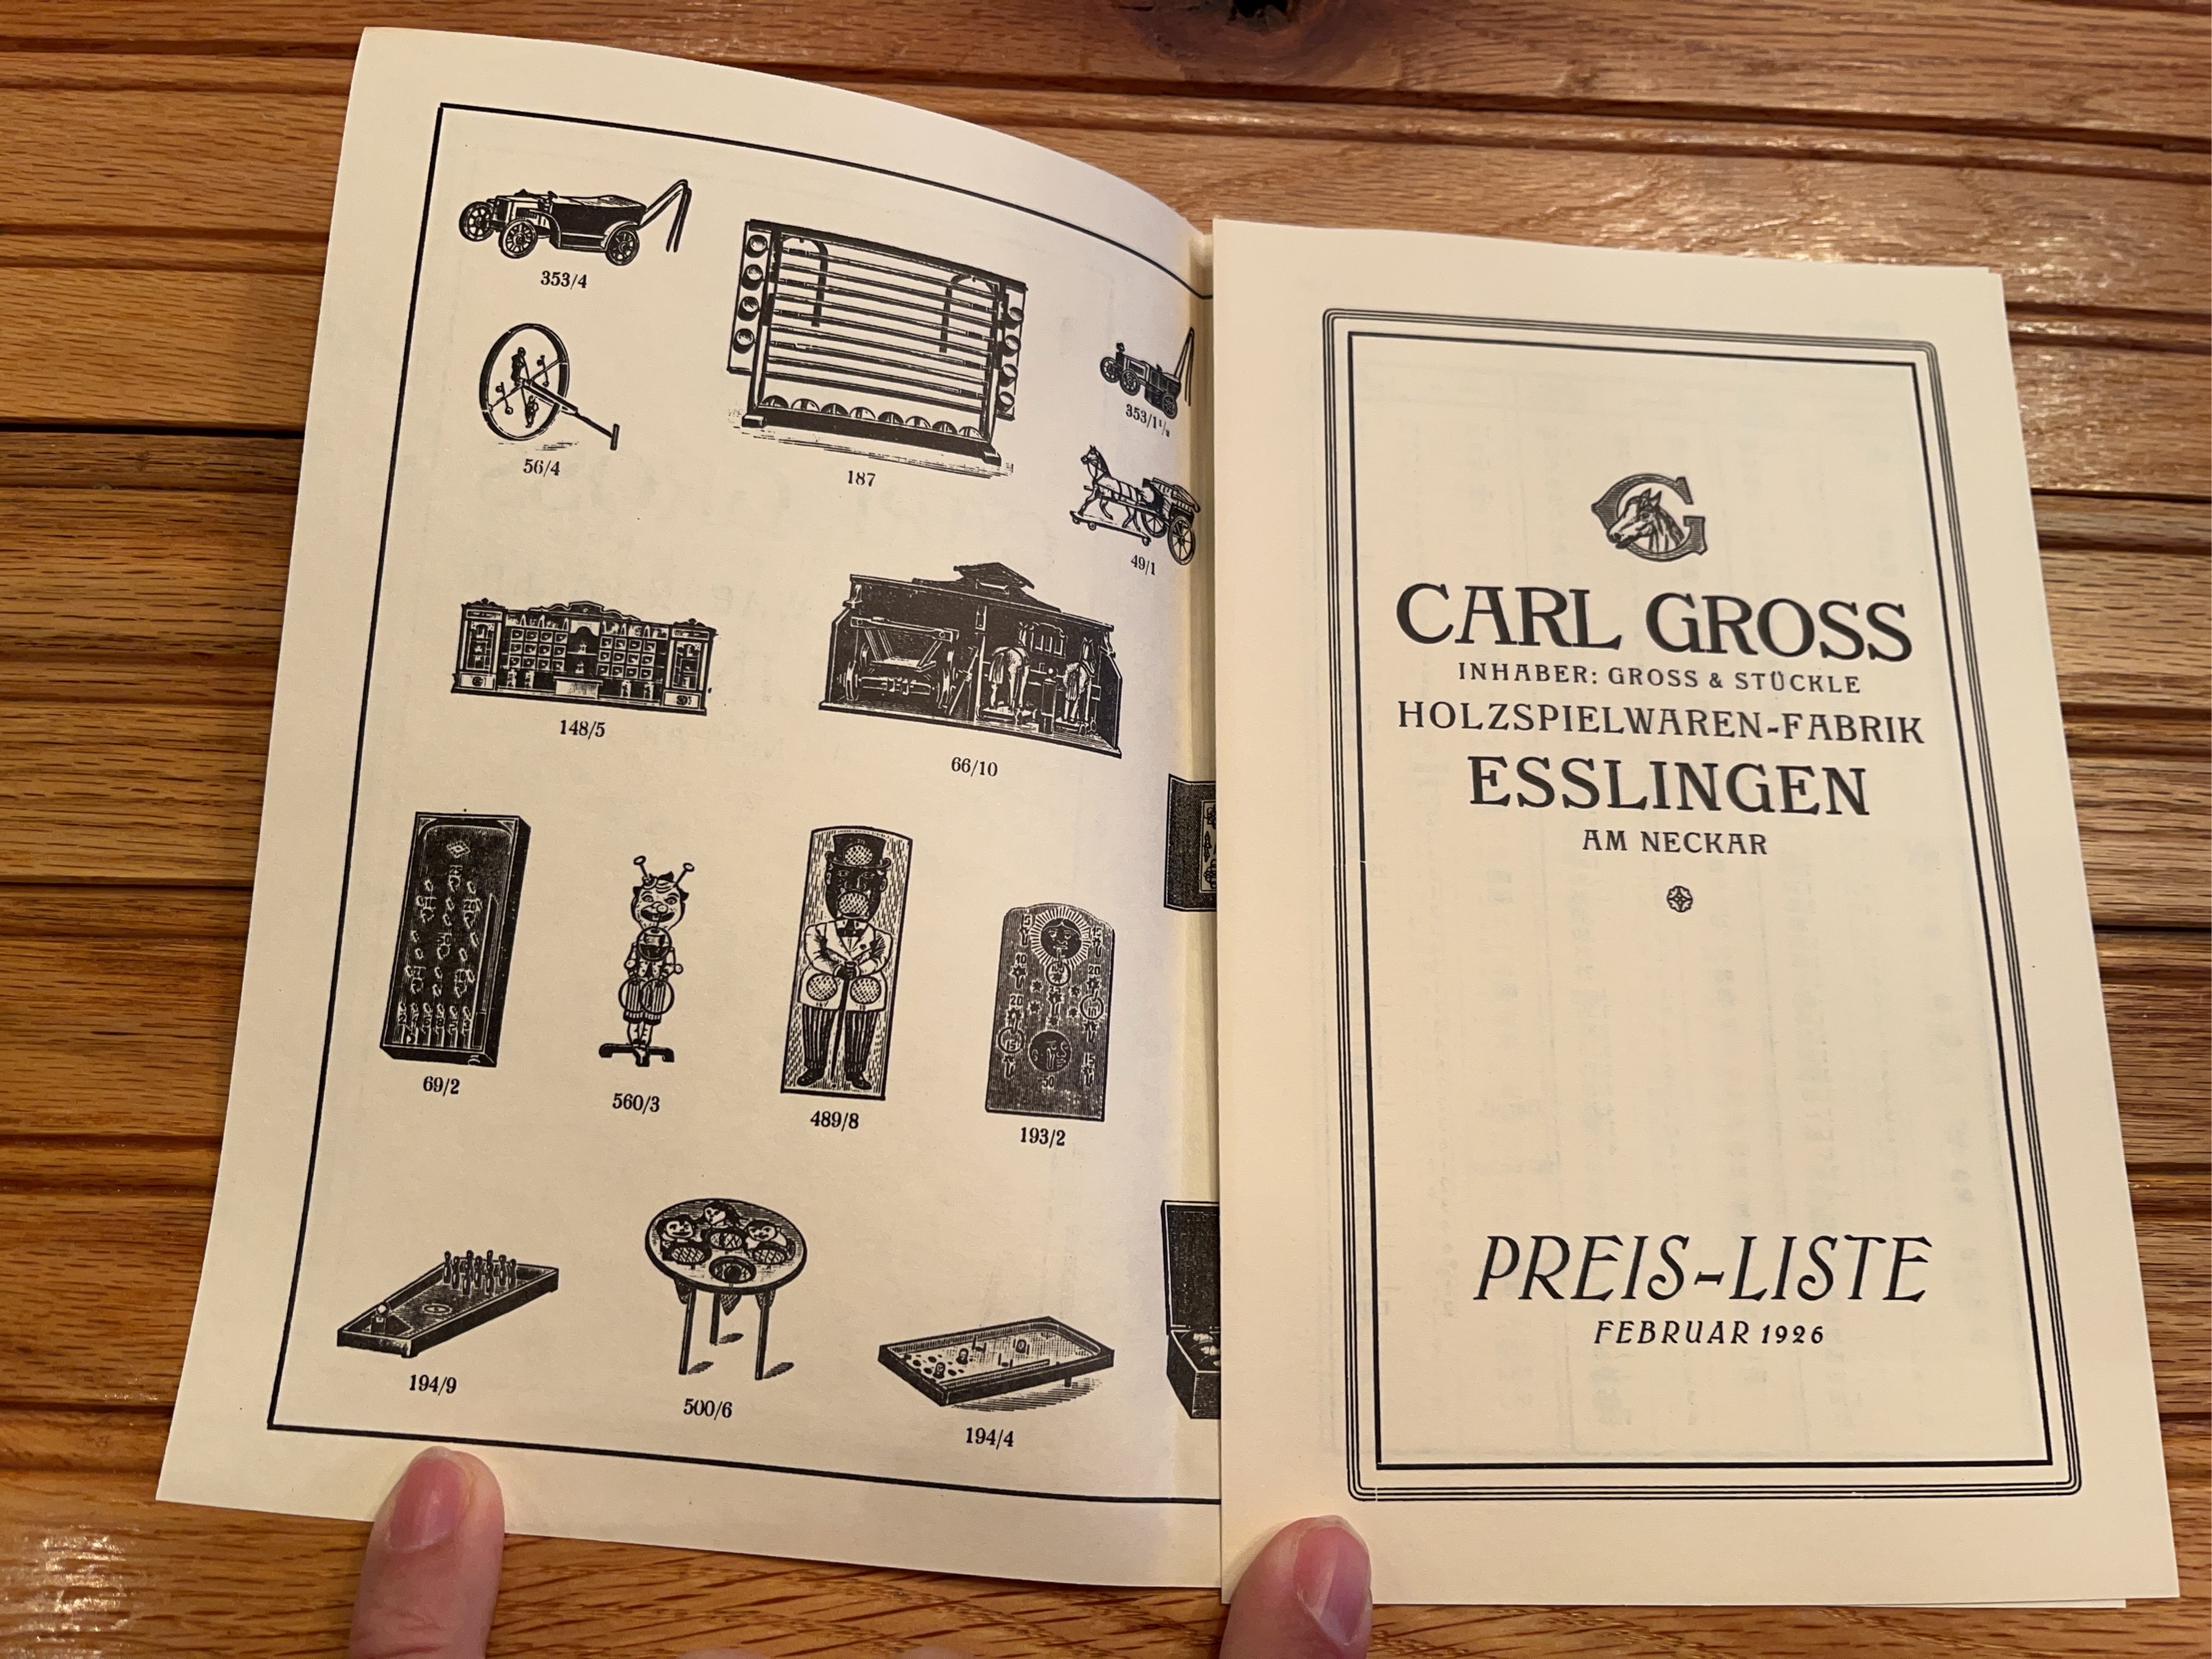 353/4
56/4
187
353/1½
49/1
148/5
66/10
69/2
560/3
489/8
193/2
194/9
500/6
194/4
G
CARL GROSS
INHABER: GROSS & STÜCKLE
HOLZSPIELWAREN-FABRIK
ESSLINGEN
AM NECKAR
PREIS-LISTE
FEBRUAR 1926